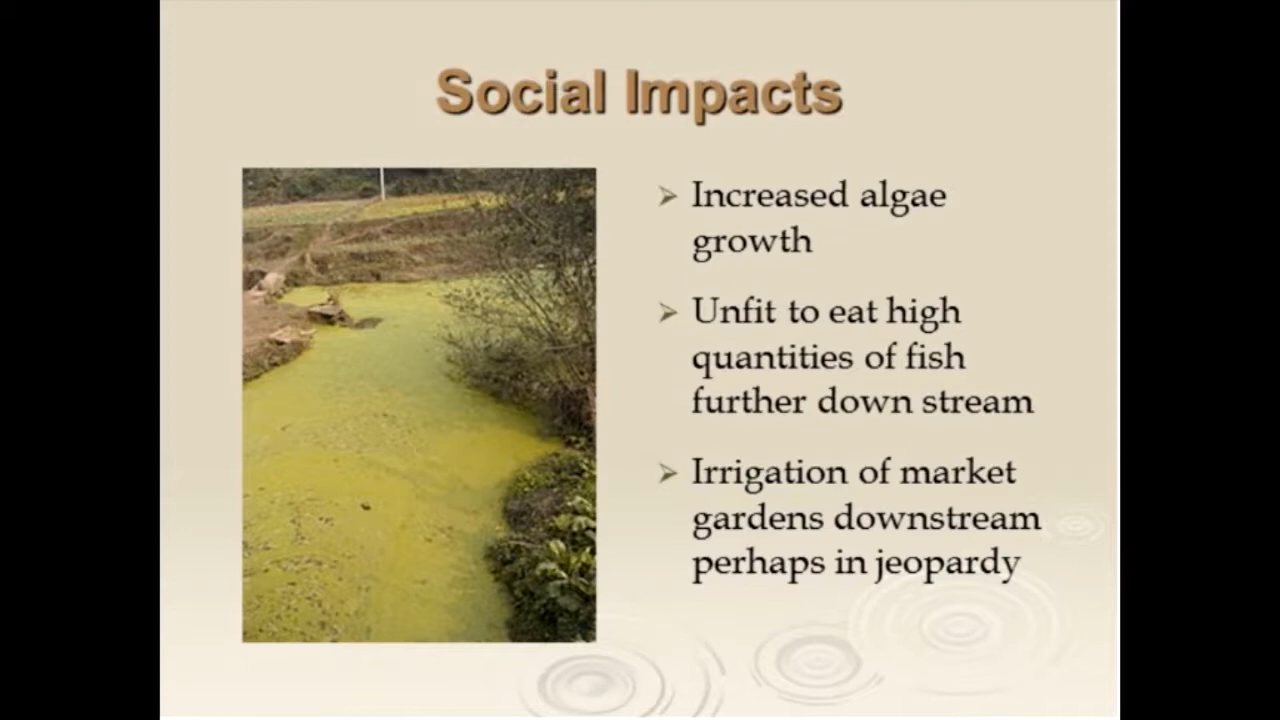 Social Impacts
Increased algae
growth
Unfit to eat high
quantities of fish
further down stream
Irrigation of market
gardens downstream
perhaps in jeopardy